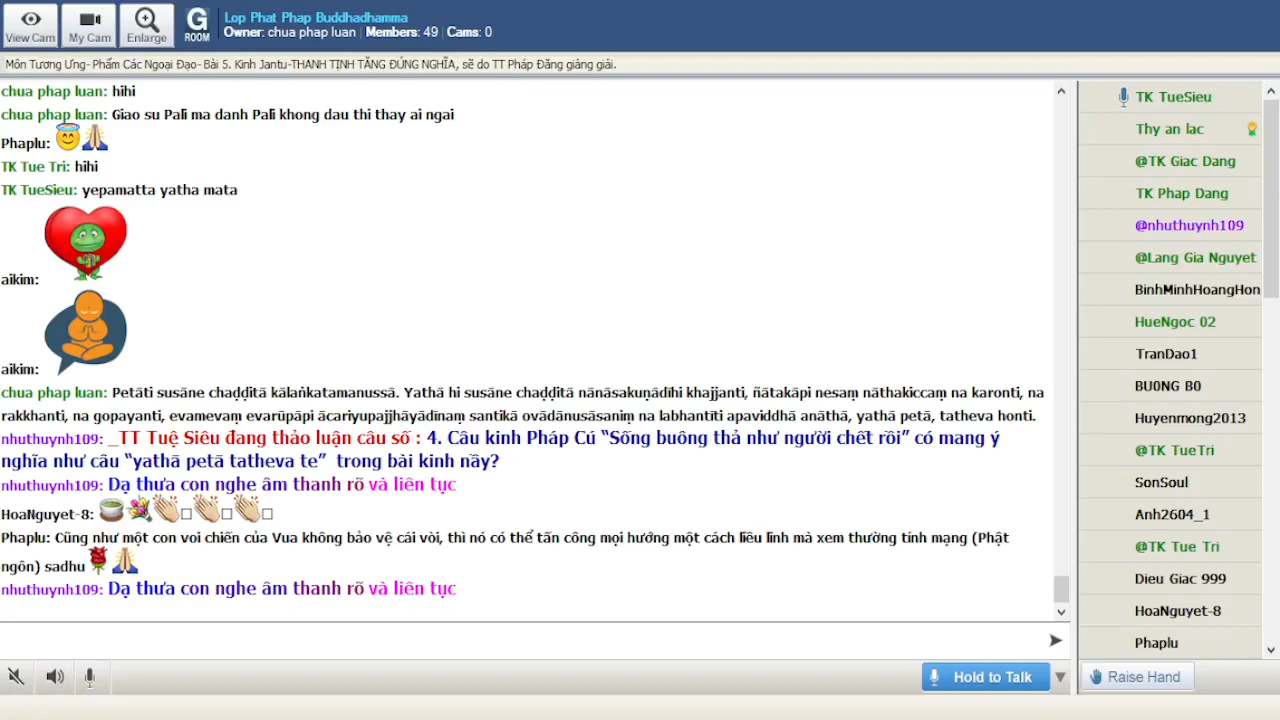 View Cam
My Cam
Enlarge
G
ROOM
Lop Phat Phap Buddhadhamma
Owner: chua phap luan | Members: 49 | Cams: 0
Môn Tương Ưng- Phẩm Các Ngoại Đạo- Bài 5. Kinh Jantu-THANH TỊNH TĂNG ĐÚNG NGHĨA, sẽ do TT Pháp Đăng giảng giải.
chua phap luan: hihi
chua phap luan: Giao su Pali ma danh Pali khong dau thi thay ai ngai
Phaplu:
TK Tue Tri: hihi
TK TueSieu: yepamatta yatha mata
aikim:
aikim:
chua phap luan: Petāti susāne chaḍḍitā kālaṅkatamanussā. Yathā hi susāne chaḍḍitā nānāsakuṇādīhi khajjanti, ñātakāpi nesaṃ nāthakiccaṃ na karonti, na
rakkhanti, na gopayanti, evamevaṃ evarūpāpi ācariyupajjhāyādīnaṃ santikā ovādānusāsaniṃ na labhantīti apaviddhā anāthā, yathā petā, tatheva honti.
nhuthuynh109: _TT Tuệ Siêu đang thảo luận câu số : 4. Câu kinh Pháp Cú “Sống buông thả như người chết rồi” có mang ý
nghĩa như câu “yathā petā tatheva te” trong bài kinh nầy?
nhuthuynh109: Dạ thưa con nghe âm thanh rõ và liên tục
HoaNguyet-8:
Phaplu: Cũng như một con voi chiến của Vua không bảo vệ cái vòi, thì nó có thể tấn công mọi hướng một cách liều lĩnh mà xem thường tính mạng (Phật
ngôn) sadhu
nhuthuynh109: Dạ thưa con nghe âm thanh rõ và liên tục
Hold to Talk
TK TueSieu
Thy an lac
@TK Giac Dang
TK Phap Dang
@nhuthuynh109
@Lang Gia Nguyet
BinhMinhHoangHon
HueNgoc 02
TranDao1
BU0NG B0
Huyenmong2013
@TK TueTri
SonSoul
Anh2604_1
@TK Tue Tri
Dieu Giac 999
HoaNguyet-8
Phaplu
Raise Hand